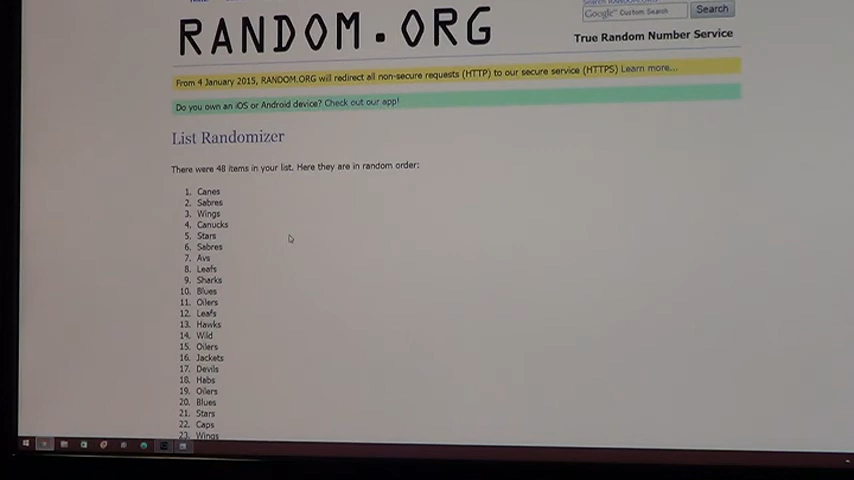 Google™ Custom Search Search
RANDOM.ORG
True Random Number Service
From 4 January 2015, RANDOM.ORG will redirect all non-secure requests (HTTP) to our secure service (HTTPS) Learn more...
Do you own an iOS or Android device? Check out our app!
List Randomizer
There were 48 items in your list. Here they are in random order:
1. Canes
2. Sabres
3. Wings
4. Canucks
5. Stars
6. Sabres
7. Avs
8. Leafs
9. Sharks
10. Blues
11. Oilers
12. Leafs
13. Hawks
14. Wild
15. Oilers
16. Jackets
17. Devils
18. Habs
19. Oilers
20. Blues
21. Stars
22. Caps
23. Wings